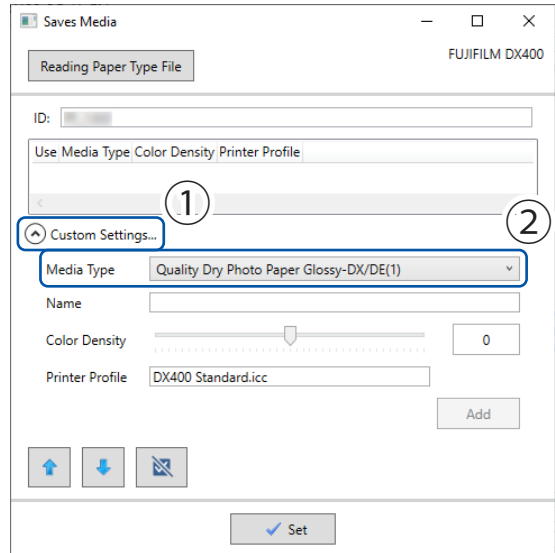 Saves Media
FUJIFILM DX400
Reading Paper Type File
ID:
Use Media Type Color Density Printer Profile
①
②
Custom Settings...
Media Type Quality Dry Photo Paper Glossy-DX/DE(1)
Name
Color Density 0
Printer Profile DX400 Standard.icc
Add
Set